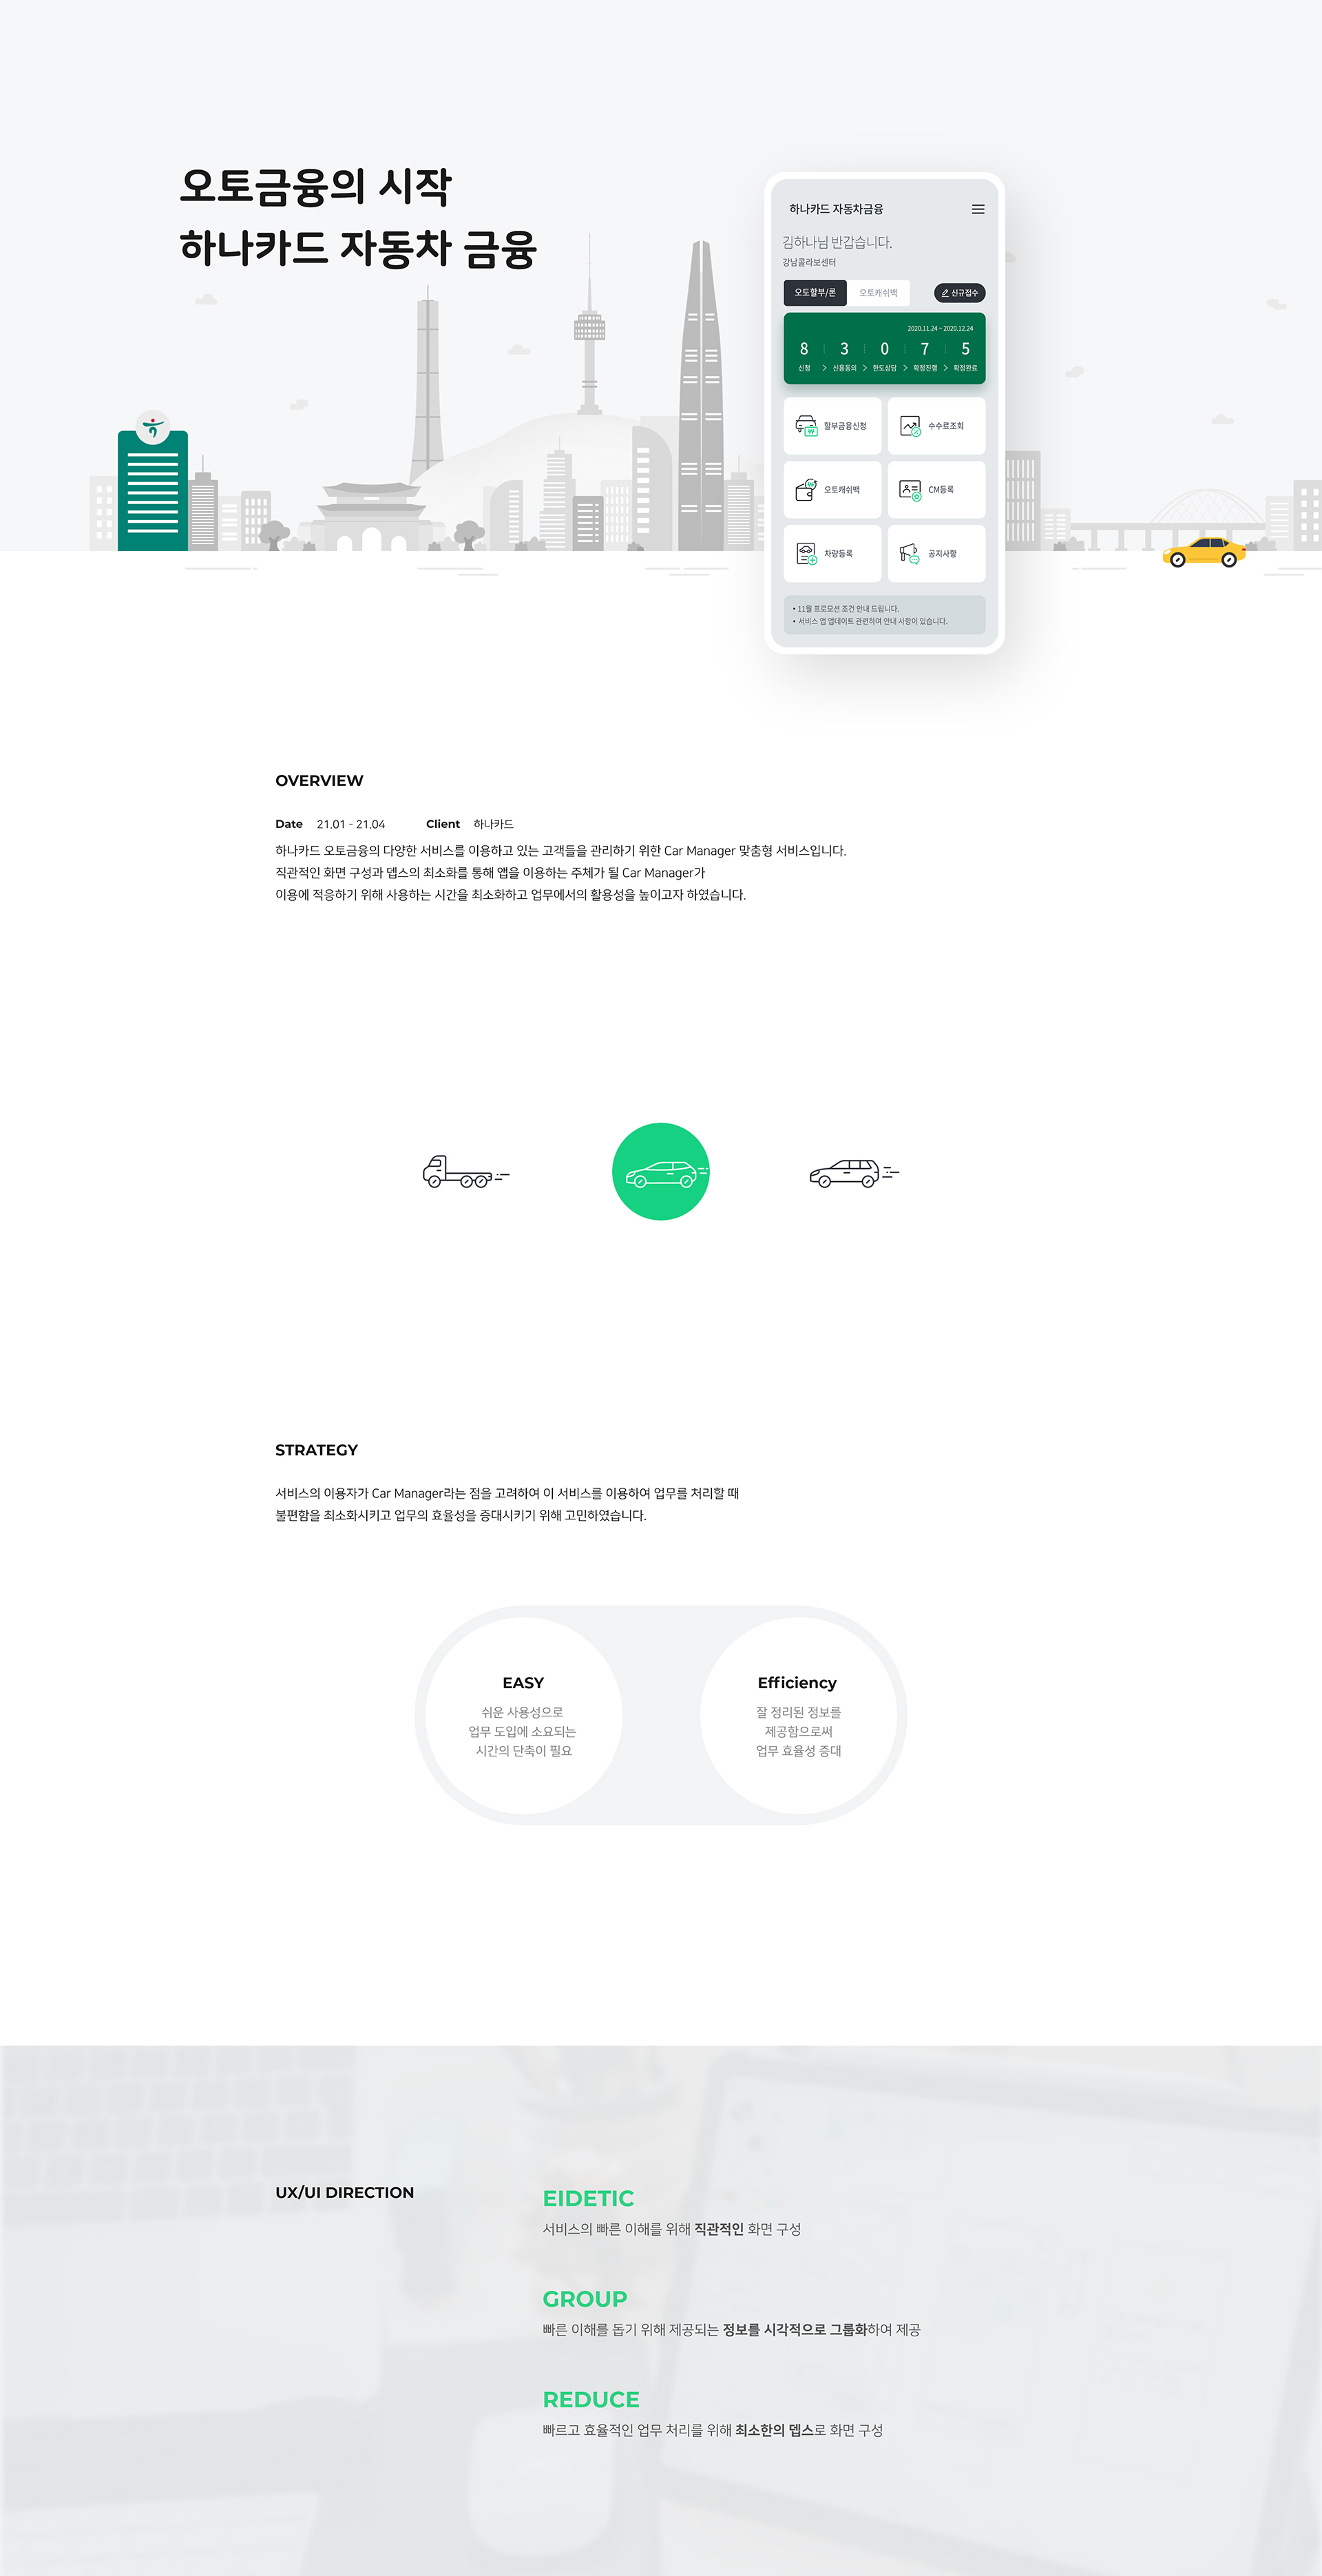 오토금융의 시작
하나카드 자동차 금융
하나카드 자동차금융
김하나님 반갑습니다.
강남콜라보센터
오토할부/론 오토캐쉬백 신규접수
2020.11.24 ~ 2020.12.24
8 3 0 7 5
신청 > 신용동의 > 한도상담 > 확정진행 > 확정완료
할부금융신청 수수료조회
오토캐쉬백 CM등록
차량등록 공지사항
• 11월 프로모션 조건 안내 드립니다.
• 서비스 앱 업데이트 관련하여 안내 사항이 있습니다.
OVERVIEW
Date 21.01 - 21.04 Client 하나카드
하나카드 오토금융의 다양한 서비스를 이용하고 있는 고객들을 관리하기 위한 Car Manager 맞춤형 서비스입니다.
직관적인 화면 구성과 뎁스의 최소화를 통해 앱을 이용하는 주체가 될 Car Manager가
이용에 적응하기 위해 사용하는 시간을 최소화하고 업무에서의 활용성을 높이고자 하였습니다.
STRATEGY
서비스의 이용자가 Car Manager라는 점을 고려하여 이 서비스를 이용하여 업무를 처리할 때
불편함을 최소화시키고 업무의 효율성을 증대시키기 위해 고민하였습니다.
EASY
쉬운 사용성으로
업무 도입에 소요되는
시간의 단축이 필요
Efficiency
잘 정리된 정보를
제공함으로써
업무 효율성 증대
UX/UI DIRECTION
EIDETIC
서비스의 빠른 이해를 위해 직관적인 화면 구성
GROUP
빠른 이해를 돕기 위해 제공되는 정보를 시각적으로 그룹화하여 제공
REDUCE
빠르고 효율적인 업무 처리를 위해 최소한의 뎁스로 화면 구성